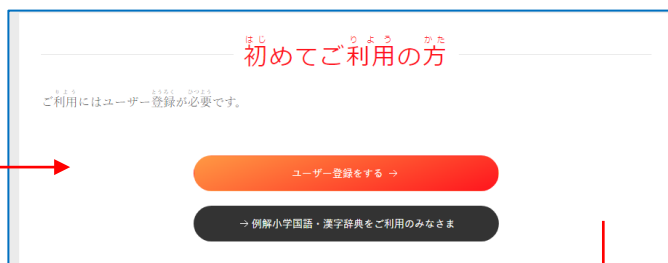 初めてご利用の方
ご利用にはユーザー登録が必要です。
ユーザー登録をする →
→ 例解小学国語・漢字辞典をご利用のみなさま